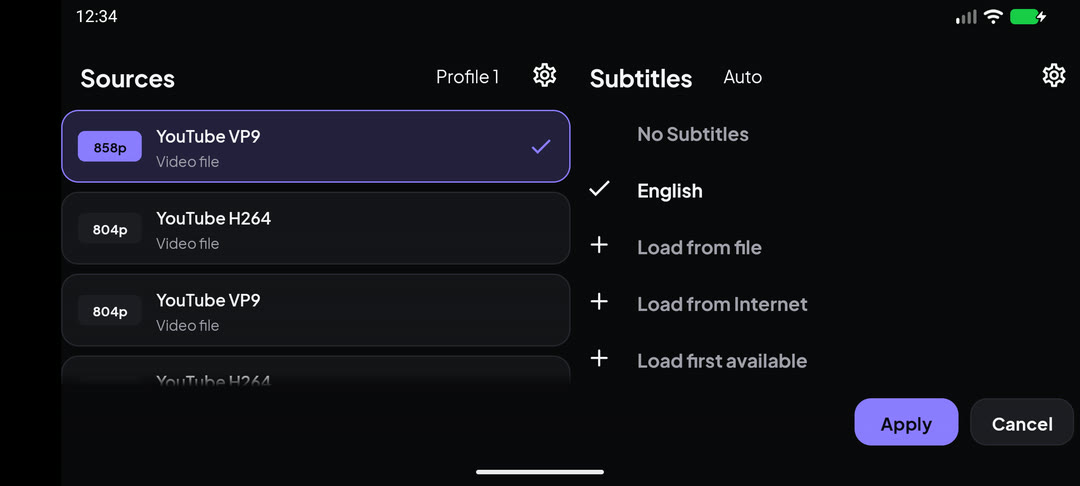 12:34
Sources
Profile 1
858p
YouTube VP9
Video file
804p
YouTube H264
Video file
804p
YouTube VP9
Video file
YouTube H264
Subtitles
Auto
No Subtitles
English
Load from file
Load from Internet
Load first available
Apply
Cancel